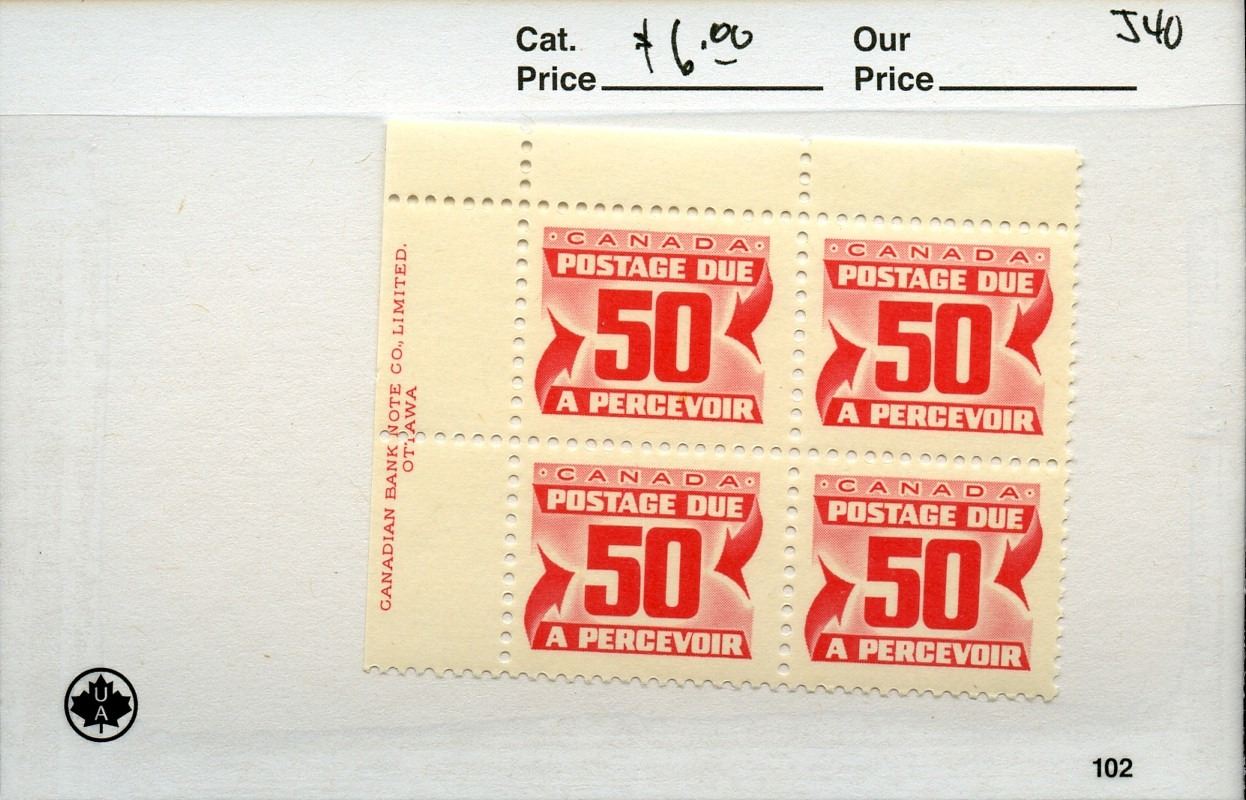 Cat. Price $6.00 Our Price J40
CANADIAN BANK NOTE CO., LIMITED.
OTTAWA
· CANADA ·
POSTAGE DUE
50
A PERCEVOIR
· CANADA ·
POSTAGE DUE
50
A PERCEVOIR
· CANADA ·
POSTAGE DUE
50
A PERCEVOIR
· CANADA ·
POSTAGE DUE
50
A PERCEVOIR
U
A
102